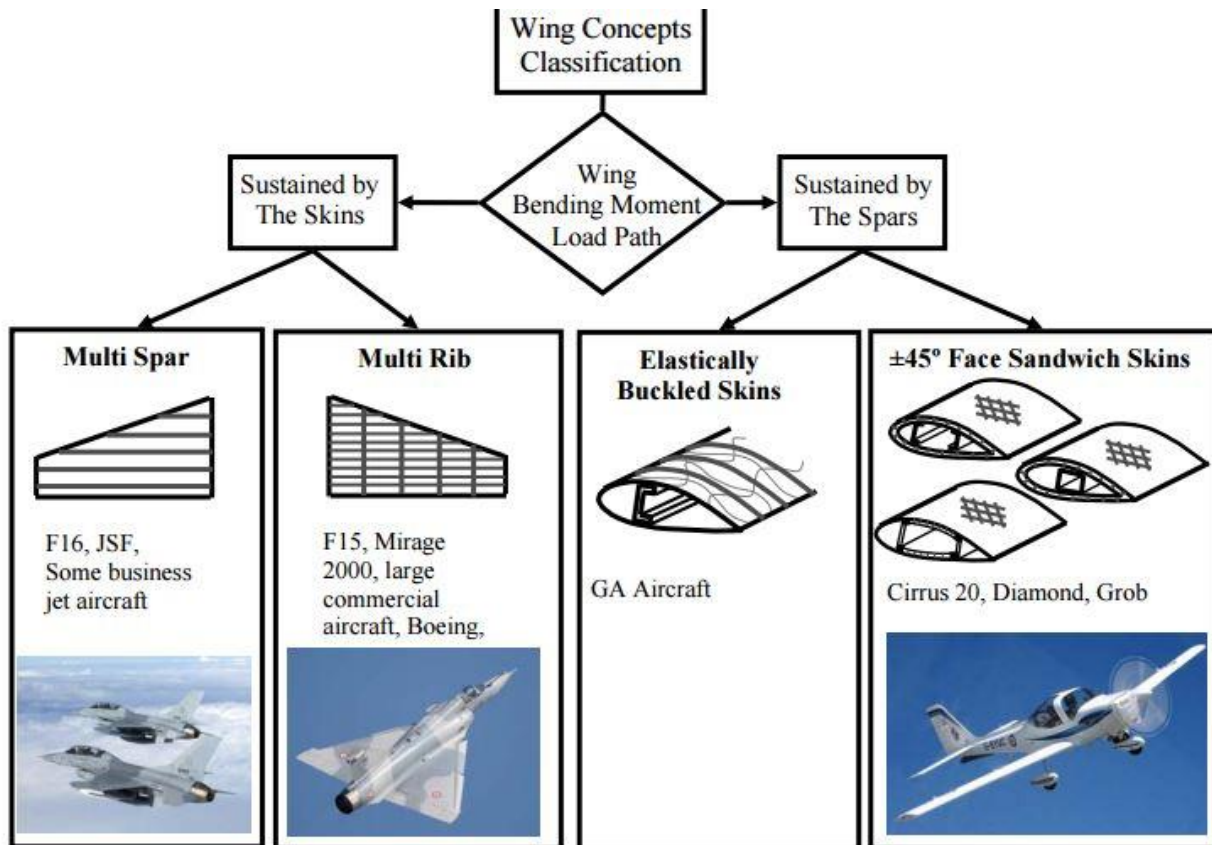 Wing Concepts
Classification
Wing
Bending Moment
Load Path
Sustained by
The Skins
Sustained by
The Spars
Multi Spar
F16, JSF,
Some business
jet aircraft
Multi Rib
F15, Mirage
2000, large
commercial
aircraft, Boeing,
Elastically
Buckled Skins
GA Aircraft
±45º Face Sandwich Skins
Cirrus 20, Diamond, Grob